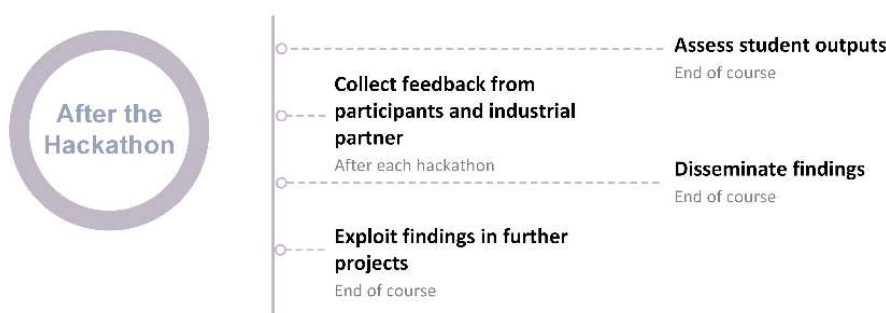 After the
Hackathon
Assess student outputs
End of course
Collect feedback from
participants and industrial
partner
After each hackathon
Disseminate findings
End of course
Exploit findings in further
projects
End of course